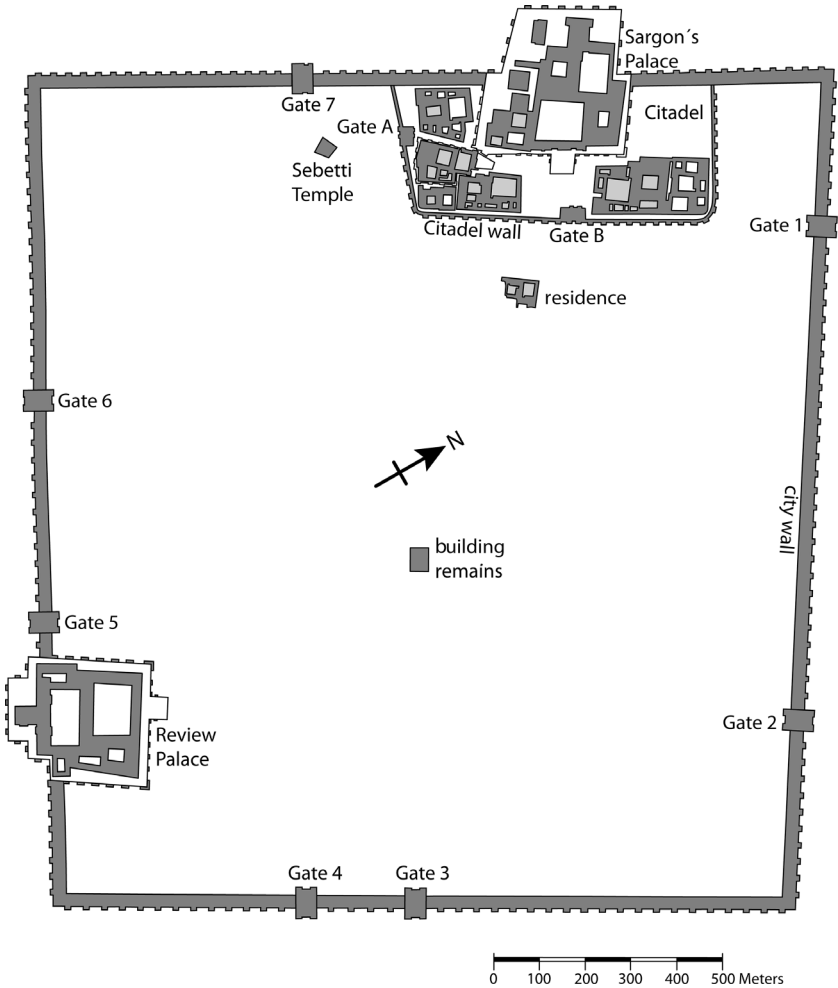 Sargon´s
Palace
Gate 7
Citadel
Gate A
Sebetti
Temple
Citadel wall
Gate B
Gate 1
residence
Gate 6
N
city wall
building
remains
Gate 5
Gate 2
Review
Palace
Gate 4
Gate 3
0 100 200 300 400 500 Meters